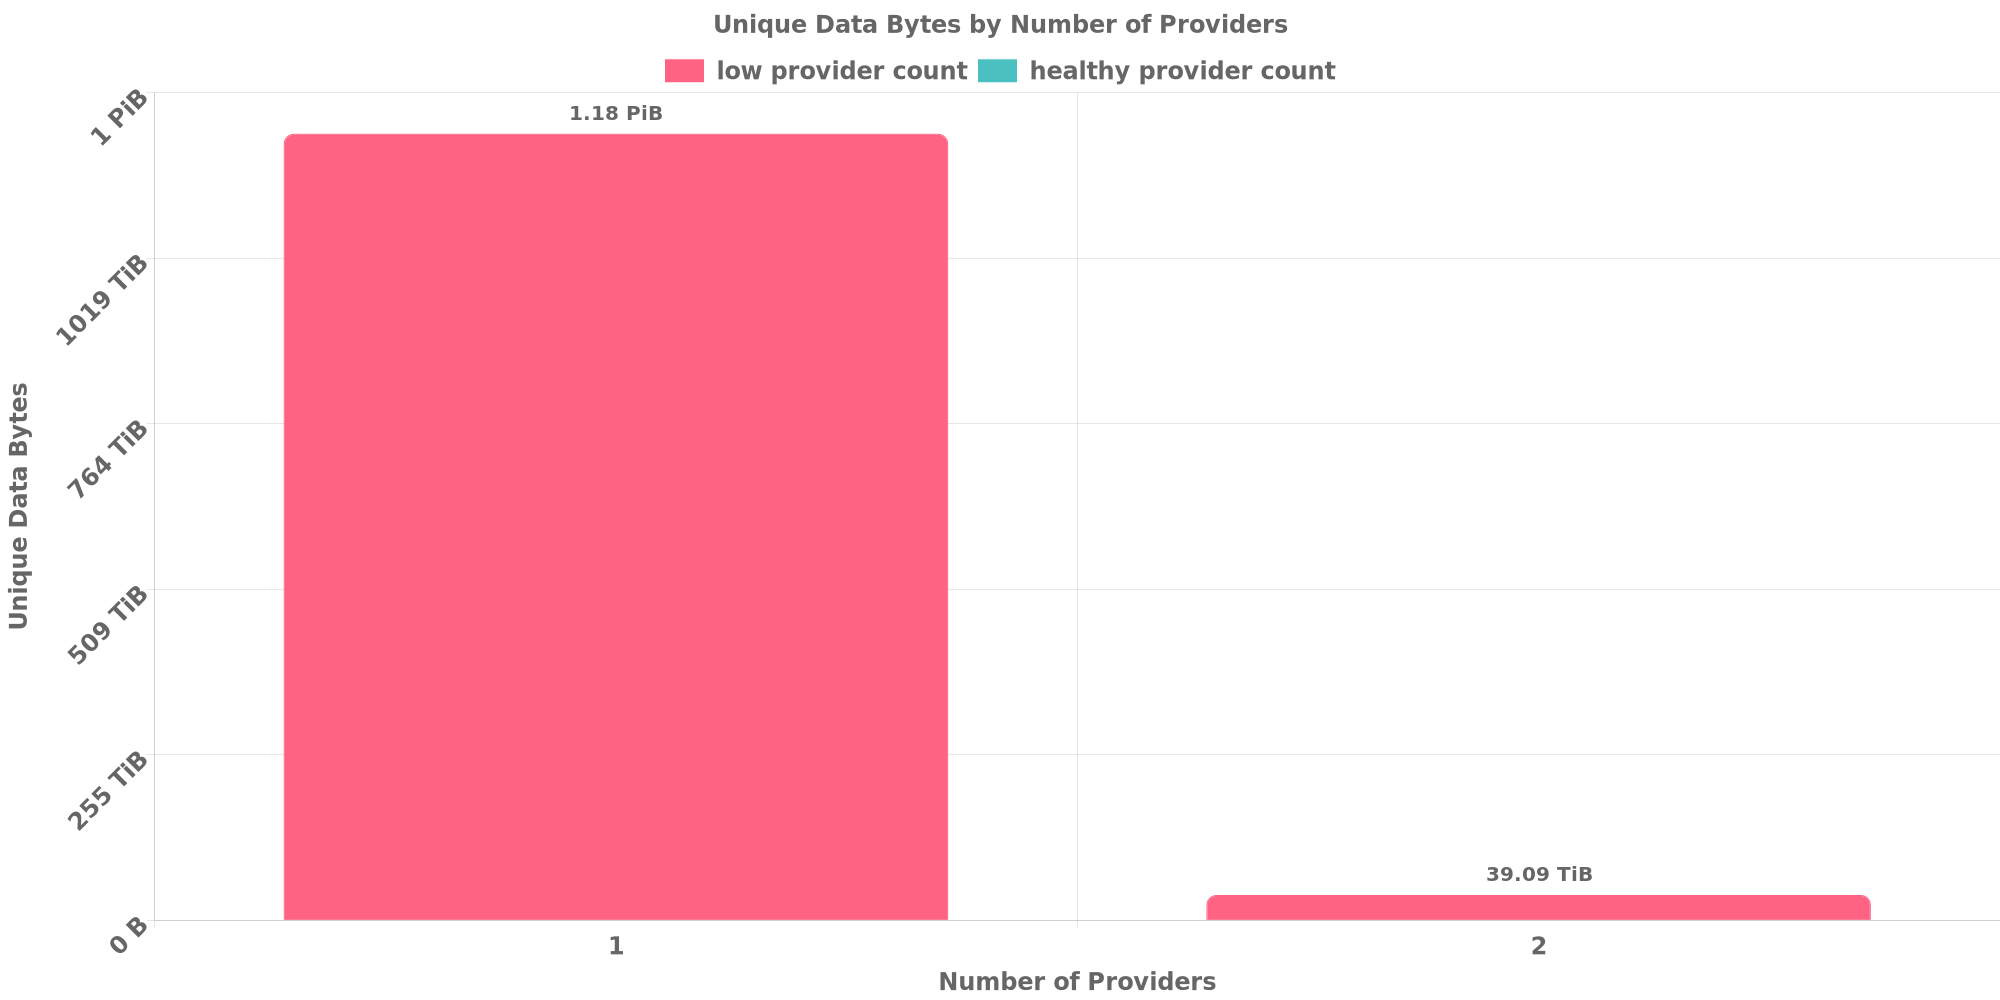 Unique Data Bytes by Number of Providers
low provider count healthy provider count
1 PiB
1019 TiB
764 TiB
509 TiB
255 TiB
0 B
Unique Data Bytes
1.18 PiB
39.09 TiB
1 2
Number of Providers